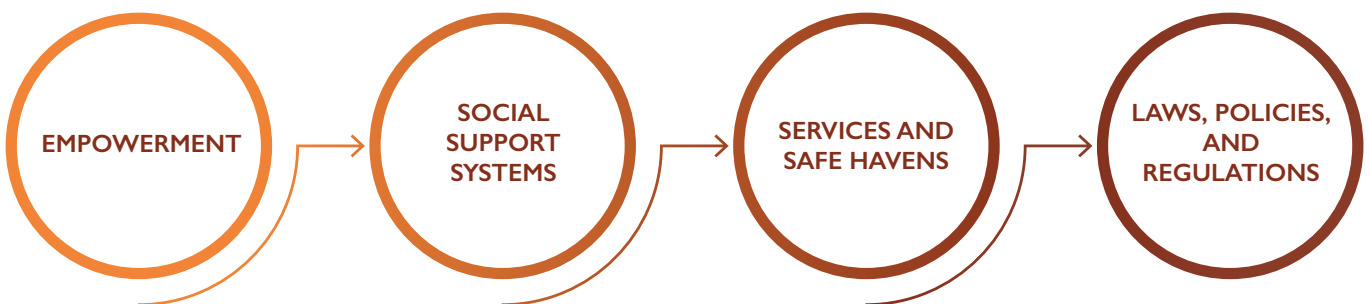 EMPOWERMENT
SOCIAL
SUPPORT
SYSTEMS
SERVICES AND
SAFE HAVENS
LAWS, POLICIES,
AND
REGULATIONS